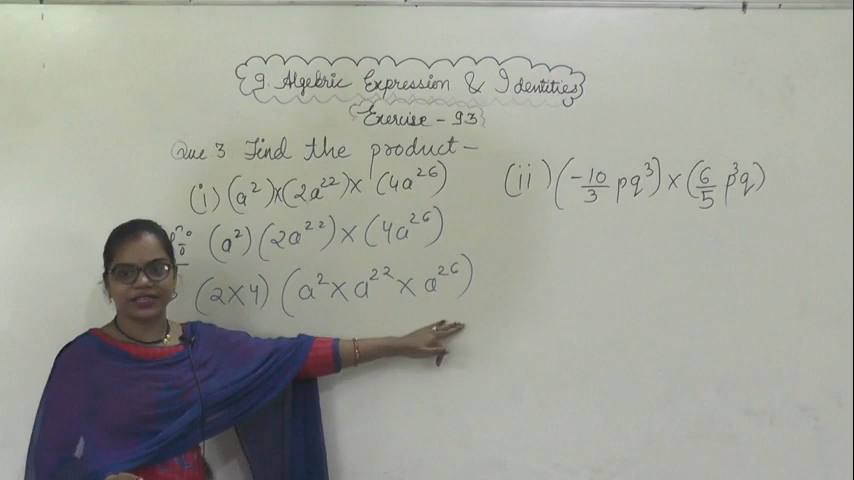 9. Algebric Expression & Identities
Exercise - 9.3
Que 3 Find the product -
(i) (a²)×(2a²²)× (4a²⁶)
(a²) (2a²²)×(4a²⁶)
(2×4) (a²×a²²×a²⁶)
(ii) (-10/3 pq³)×(6/5 p³q)